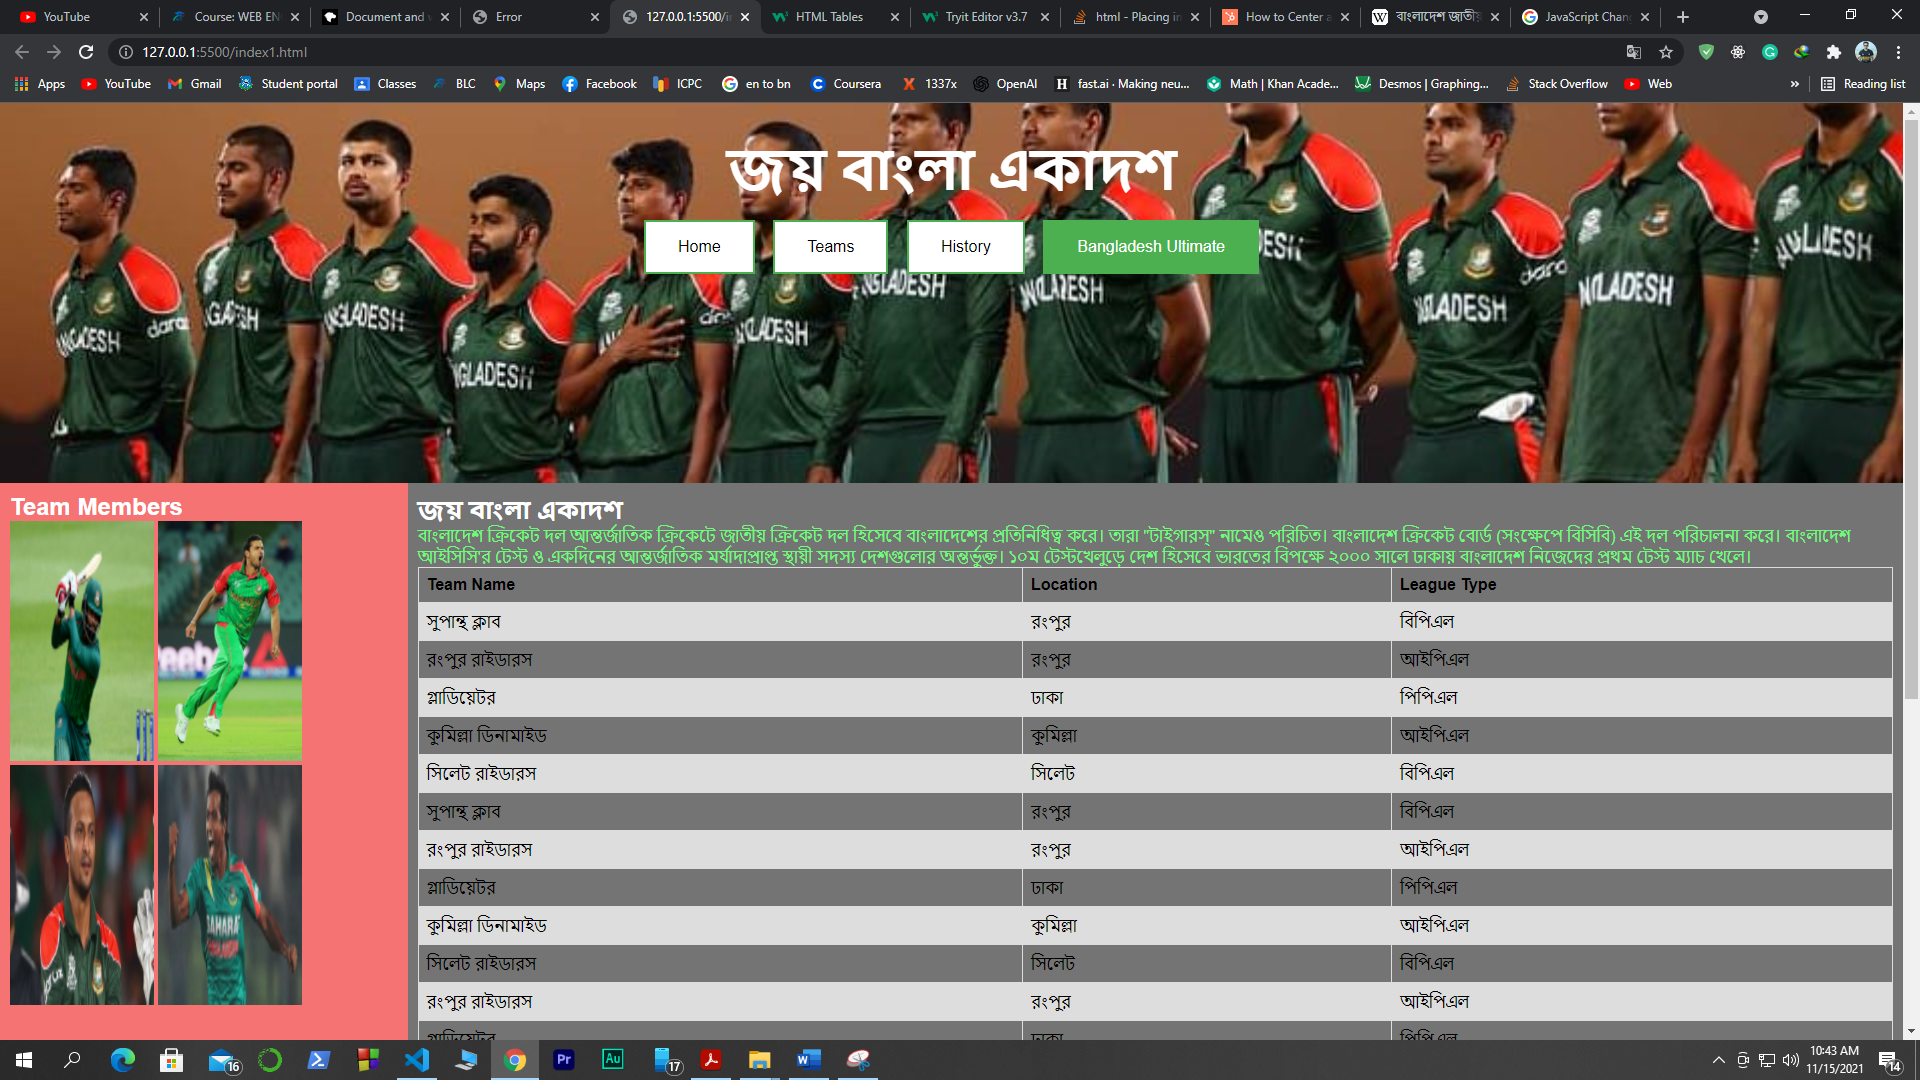 YouTube
Course: WEB EN
Document and
Error
127.0.0.1:5500/i
HTML Tables
Tryit Editor v3.7
html - Placing in
How to Center a
বাংলাদেশ জাতীয়
JavaScript Chan
127.0.0.1:5500/index1.html
Apps YouTube Gmail Student portal Classes BLC Maps Facebook ICPC en to bn Coursera 1337x OpenAI fast.ai · Making neu... Math | Khan Acade... Desmos | Graphing... Stack Overflow Web » Reading list
জয় বাংলা একাদশ
Home Teams History Bangladesh Ultimate
BANGLADESH
Team Members
জয় বাংলা একাদশ
বাংলাদেশ ক্রিকেট দল আন্তর্জাতিক ক্রিকেটে জাতীয় ক্রিকেট দল হিসেবে বাংলাদেশের প্রতিনিধিত্ব করে। তারা "টাইগারস্" নামেও পরিচিত। বাংলাদেশ ক্রিকেট বোর্ড (সংক্ষেপে বিসিবি) এই দল পরিচালনা করে। বাংলাদেশ
আইসিসি'র টেস্ট ও একদিনের আন্তর্জাতিক মর্যাদাপ্রাপ্ত স্থায়ী সদস্য দেশগুলোর অন্তর্ভুক্ত। ১০ম টেস্টখেলুড়ে দেশ হিসেবে ভারতের বিপক্ষে ২০০০ সালে ঢাকায় বাংলাদেশ নিজেদের প্রথম টেস্ট ম্যাচ খেলে।
Team Name Location League Type
সুপান্থ ক্লাব রংপুর বিপিএল
রংপুর রাইডারস রংপুর আইপিএল
গ্লাডিয়েটর ঢাকা পিপিএল
কুমিল্লা ডিনামাইড কুমিল্লা আইপিএল
সিলেট রাইডারস সিলেট বিপিএল
সুপান্থ ক্লাব রংপুর বিপিএল
রংপুর রাইডারস রংপুর আইপিএল
গ্লাডিয়েটর ঢাকা পিপিএল
কুমিল্লা ডিনামাইড কুমিল্লা আইপিএল
সিলেট রাইডারস সিলেট বিপিএল
রংপুর রাইডারস রংপুর আইপিএল
গ্লাডিয়েটর ঢাকা পিপিএল
16 17
10:43 AM
11/15/2021
14